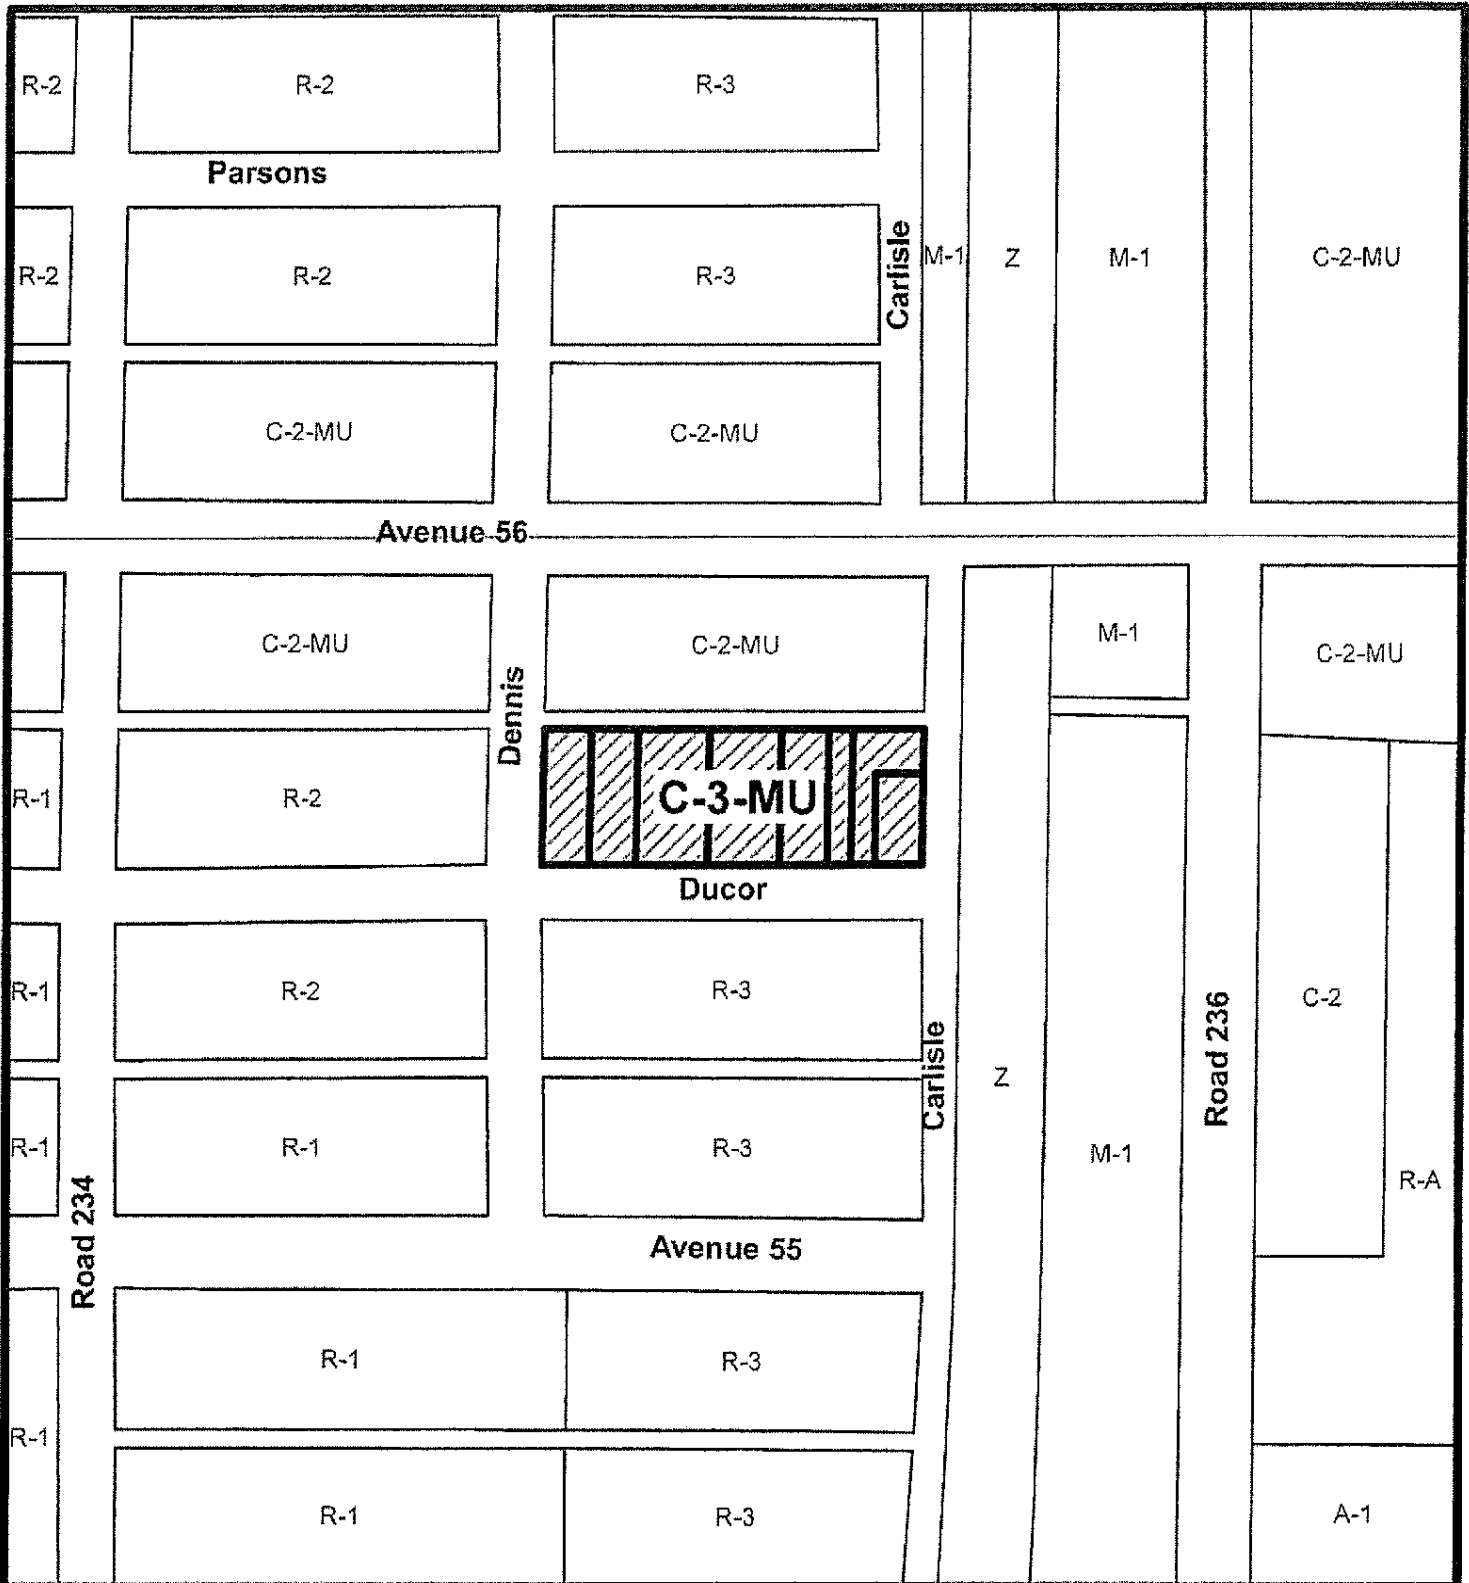 R-2 R-2 R-3
Parsons
R-2 R-2 R-3 Carlisle M-1 Z M-1 C-2-MU
C-2-MU C-2-MU
Avenue 56
C-2-MU Dennis C-2-MU M-1 C-2-MU
R-1 R-2 C-3-MU
Ducor
R-1 R-2 R-3 C-2
Carlisle Z Road 236
R-1 R-1 R-3 M-1 R-A
Road 234 Avenue 55
R-1 R-3
R-1
R-1 R-3 A-1